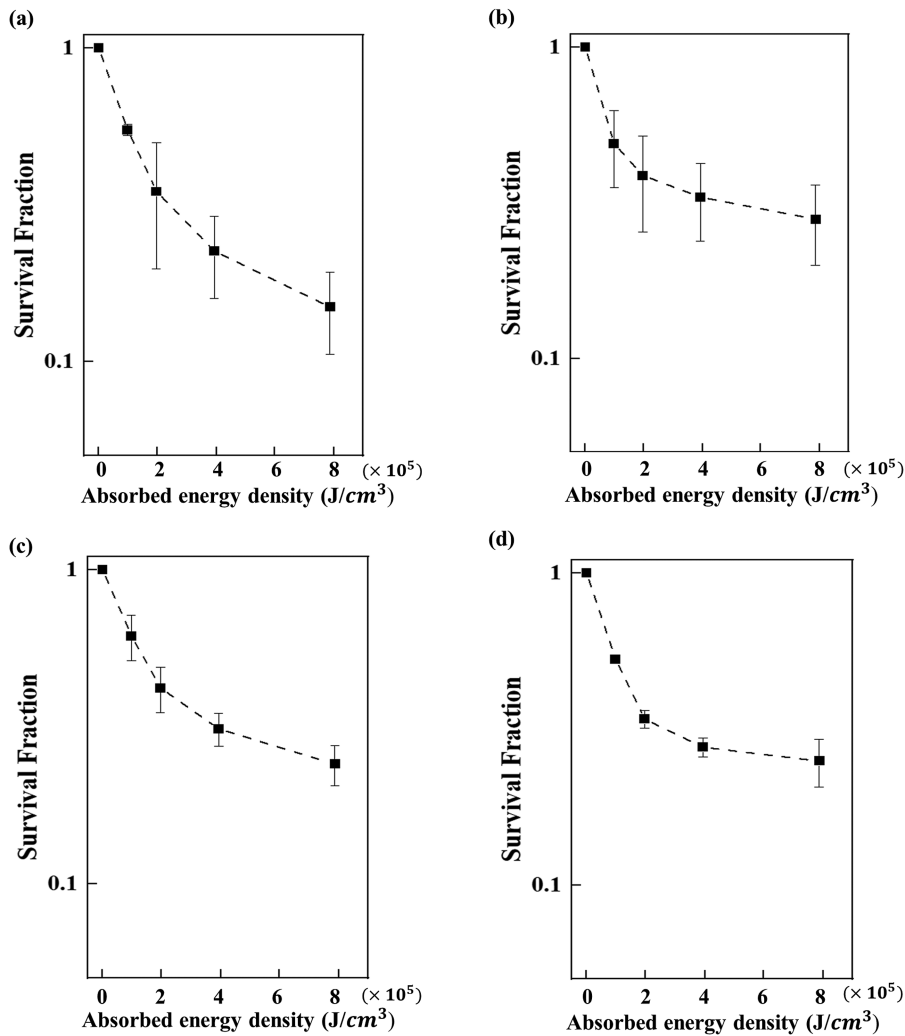 (a)
1
0.1
Survival Fraction
0 2 4 6 8 (× 10⁵)
Absorbed energy density (J/cm³)
(b)
1
0.1
Survival Fraction
0 2 4 6 8 (× 10⁵)
Absorbed energy density (J/cm³)
(c)
1
0.1
Survival Fraction
0 2 4 6 8 (× 10⁵)
Absorbed energy density (J/cm³)
(d)
1
0.1
Survival Fraction
0 2 4 6 8 (× 10⁵)
Absorbed energy density (J/cm³)